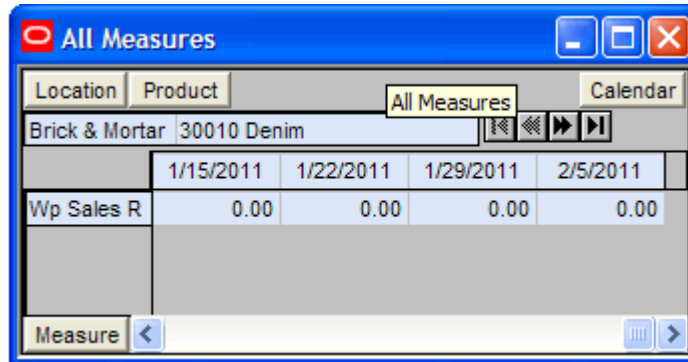 All Measures
Location Product Calendar
All Measures
Brick & Mortar 30010 Denim
1/15/2011 1/22/2011 1/29/2011 2/5/2011
Wp Sales R 0.00 0.00 0.00 0.00
Measure